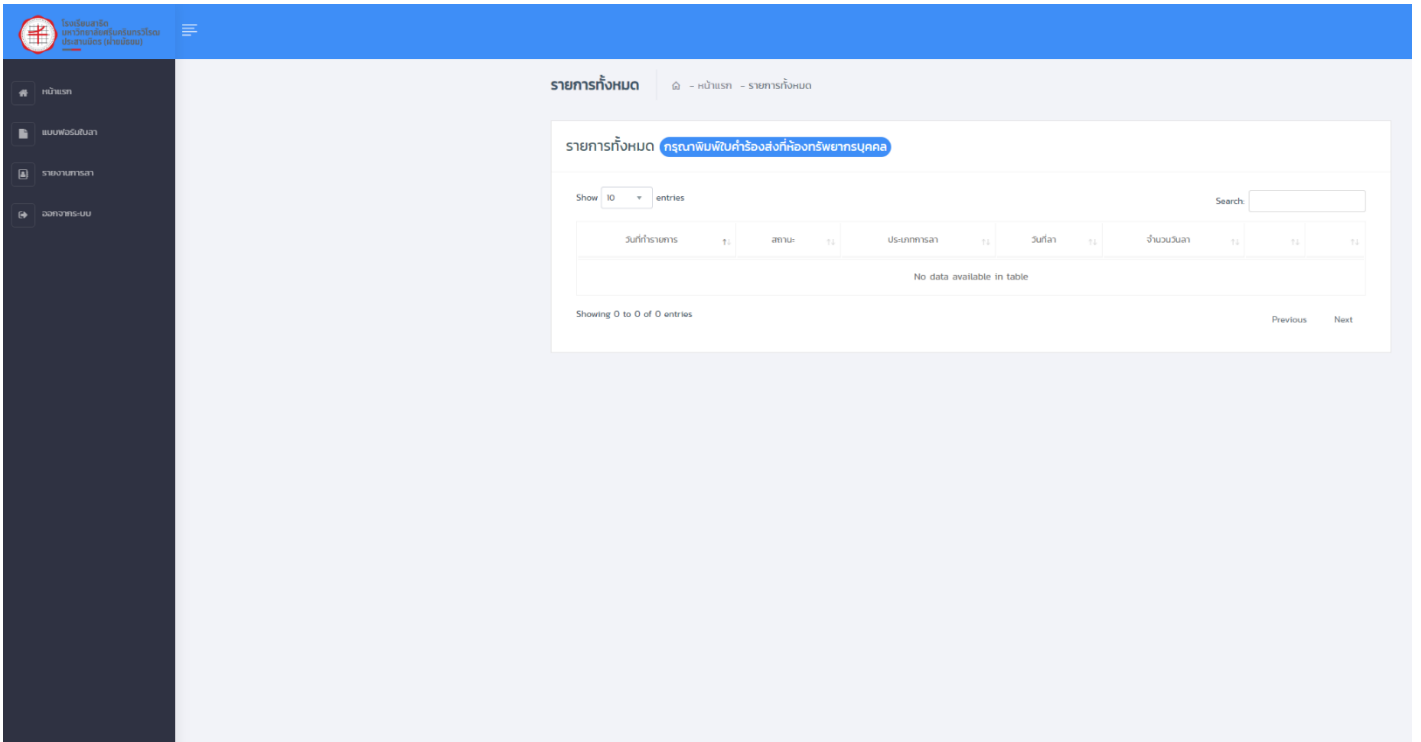 โรงเรียนสาธิต
มหาวิทยาลัยศรีนครินทรวิโรฒ
ประสานมิตร (ฝ่ายมัธยม)
หน้าแรก
แบบฟอร์มใบลา
รายงานการลา
ออกจากระบบ
รายการทั้งหมด - หน้าแรก - รายการทั้งหมด
รายการทั้งหมด กรุณาพิมพ์ใบคำร้องส่งที่ห้องทรัพยากรบุคคล
Show 10 entries Search:
วันที่ทำรายการ สถานะ ประเภทการลา วันที่ลา จำนวนวันลา
No data available in table
Showing 0 to 0 of 0 entries
Previous Next